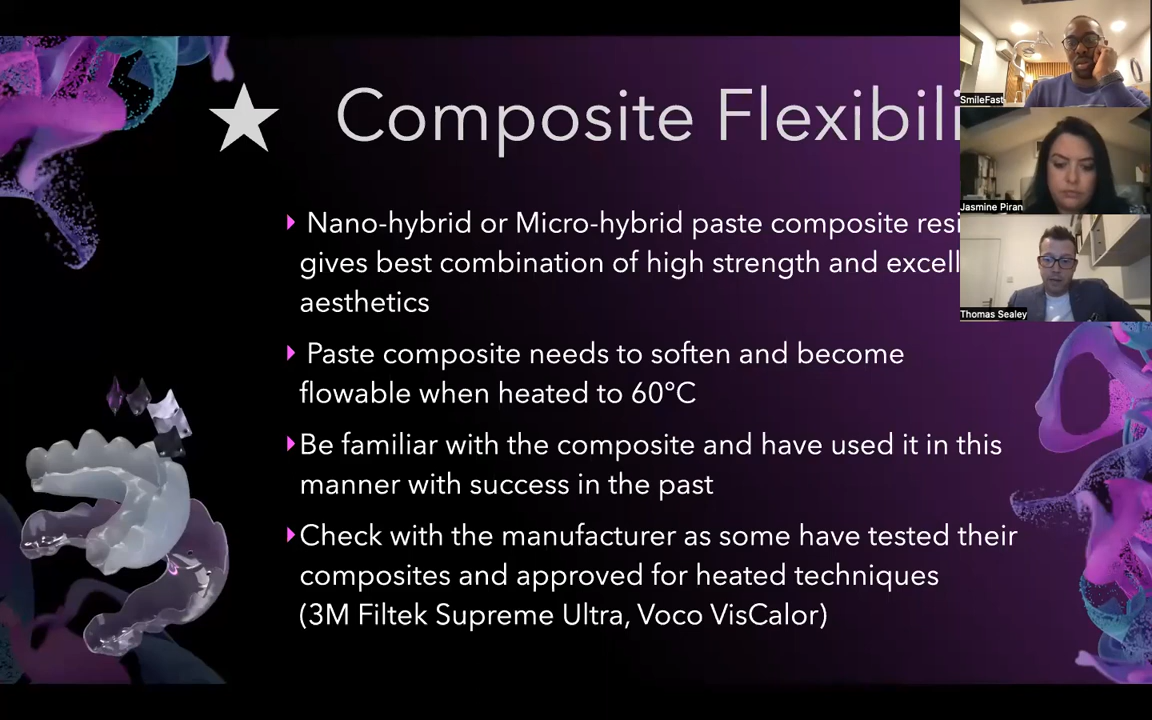 Composite Flexibili
Nano-hybrid or Micro-hybrid paste composite resi
gives best combination of high strength and excell
aesthetics
Paste composite needs to soften and become
flowable when heated to 60°C
Be familiar with the composite and have used it in this
manner with success in the past
Check with the manufacturer as some have tested their
composites and approved for heated techniques
(3M Filtek Supreme Ultra, Voco VisCalor)
SmileFast
Jasmine Piran
Thomas Sealey